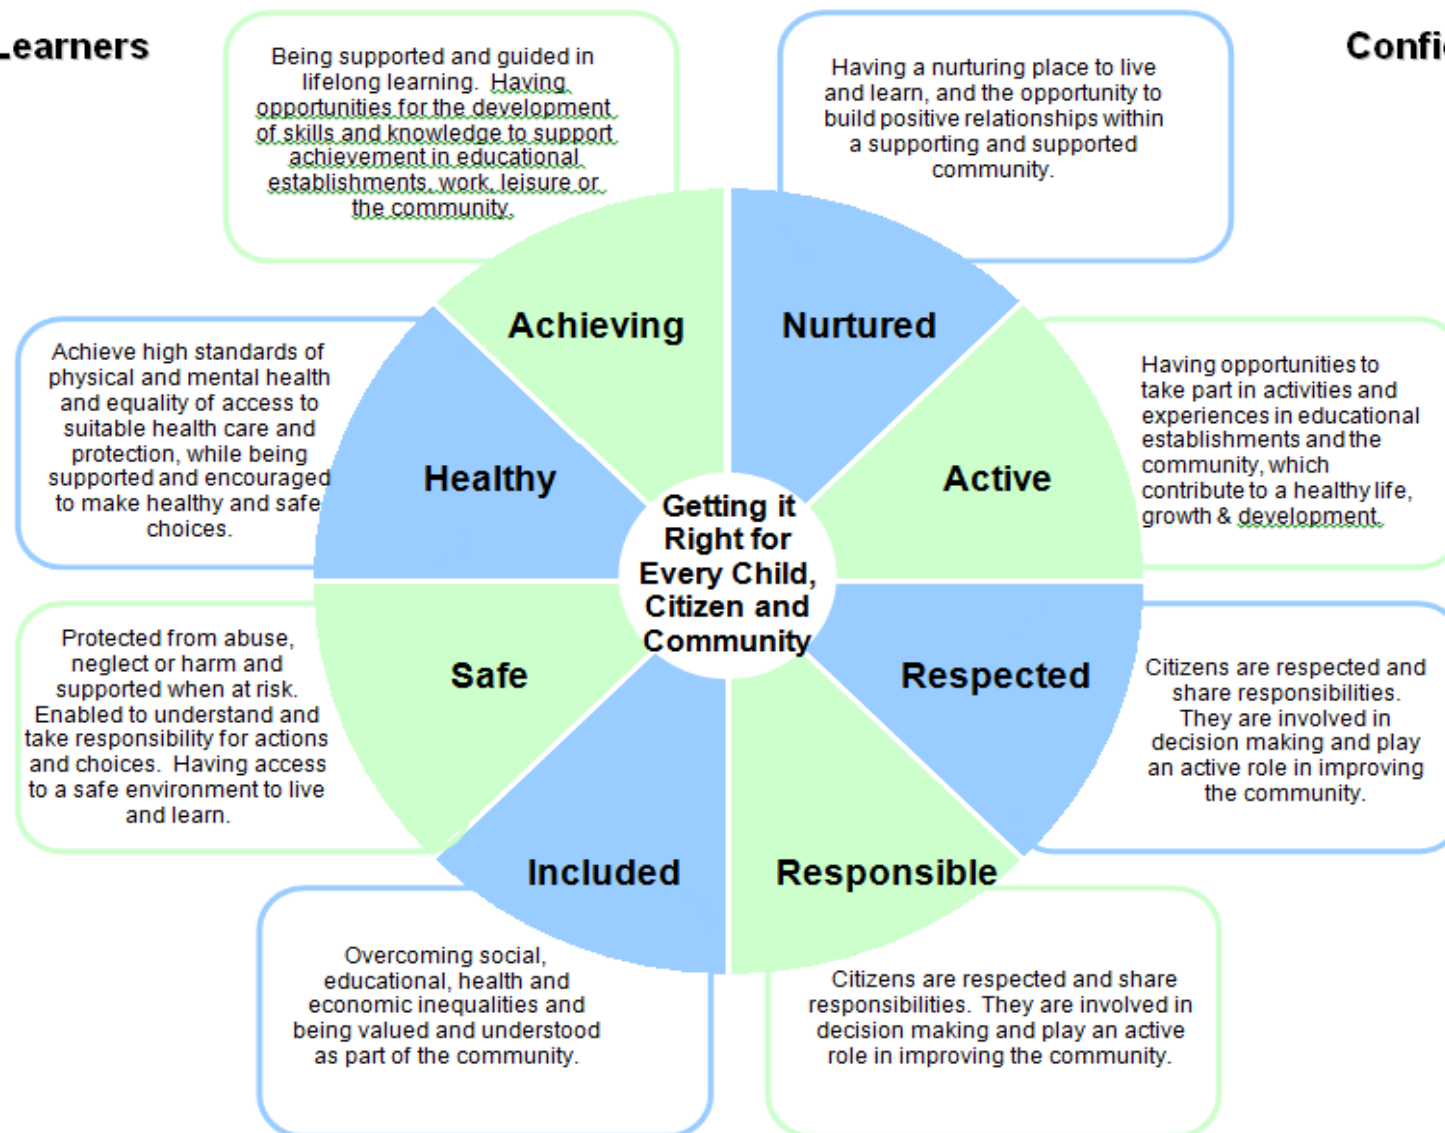 Learners
Confi
Being supported and guided in
lifelong learning.  Having
opportunities for the development
of skills and knowledge to support
achievement in educational
establishments, work, leisure or
the community.
Having a nurturing place to live
and learn, and the opportunity to
build positive relationships within
a supporting and supported
community.
Achieving
Nurtured
Achieve high standards of
physical and mental health
and equality of access to
suitable health care and
protection, while being
supported and encouraged
to make healthy and safe
choices.
Healthy
Active
Having opportunities to
take part in activities and
experiences in educational
establishments and the
community, which
contribute to a healthy life,
growth & development.
Getting it
Right for
Every Child,
Citizen and
Community
Protected from abuse,
neglect or harm and
supported when at risk.
Enabled to understand and
take responsibility for actions
and choices.  Having access
to a safe environment to live
and learn.
Safe
Respected
Citizens are respected and
share responsibilities.
They are involved in
decision making and play
an active role in improving
the community.
Included
Responsible
Overcoming social,
educational, health and
economic inequalities and
being valued and understood
as part of the community.
Citizens are respected and share
responsibilities.  They are involved in
decision making and play an active
role in improving the community.